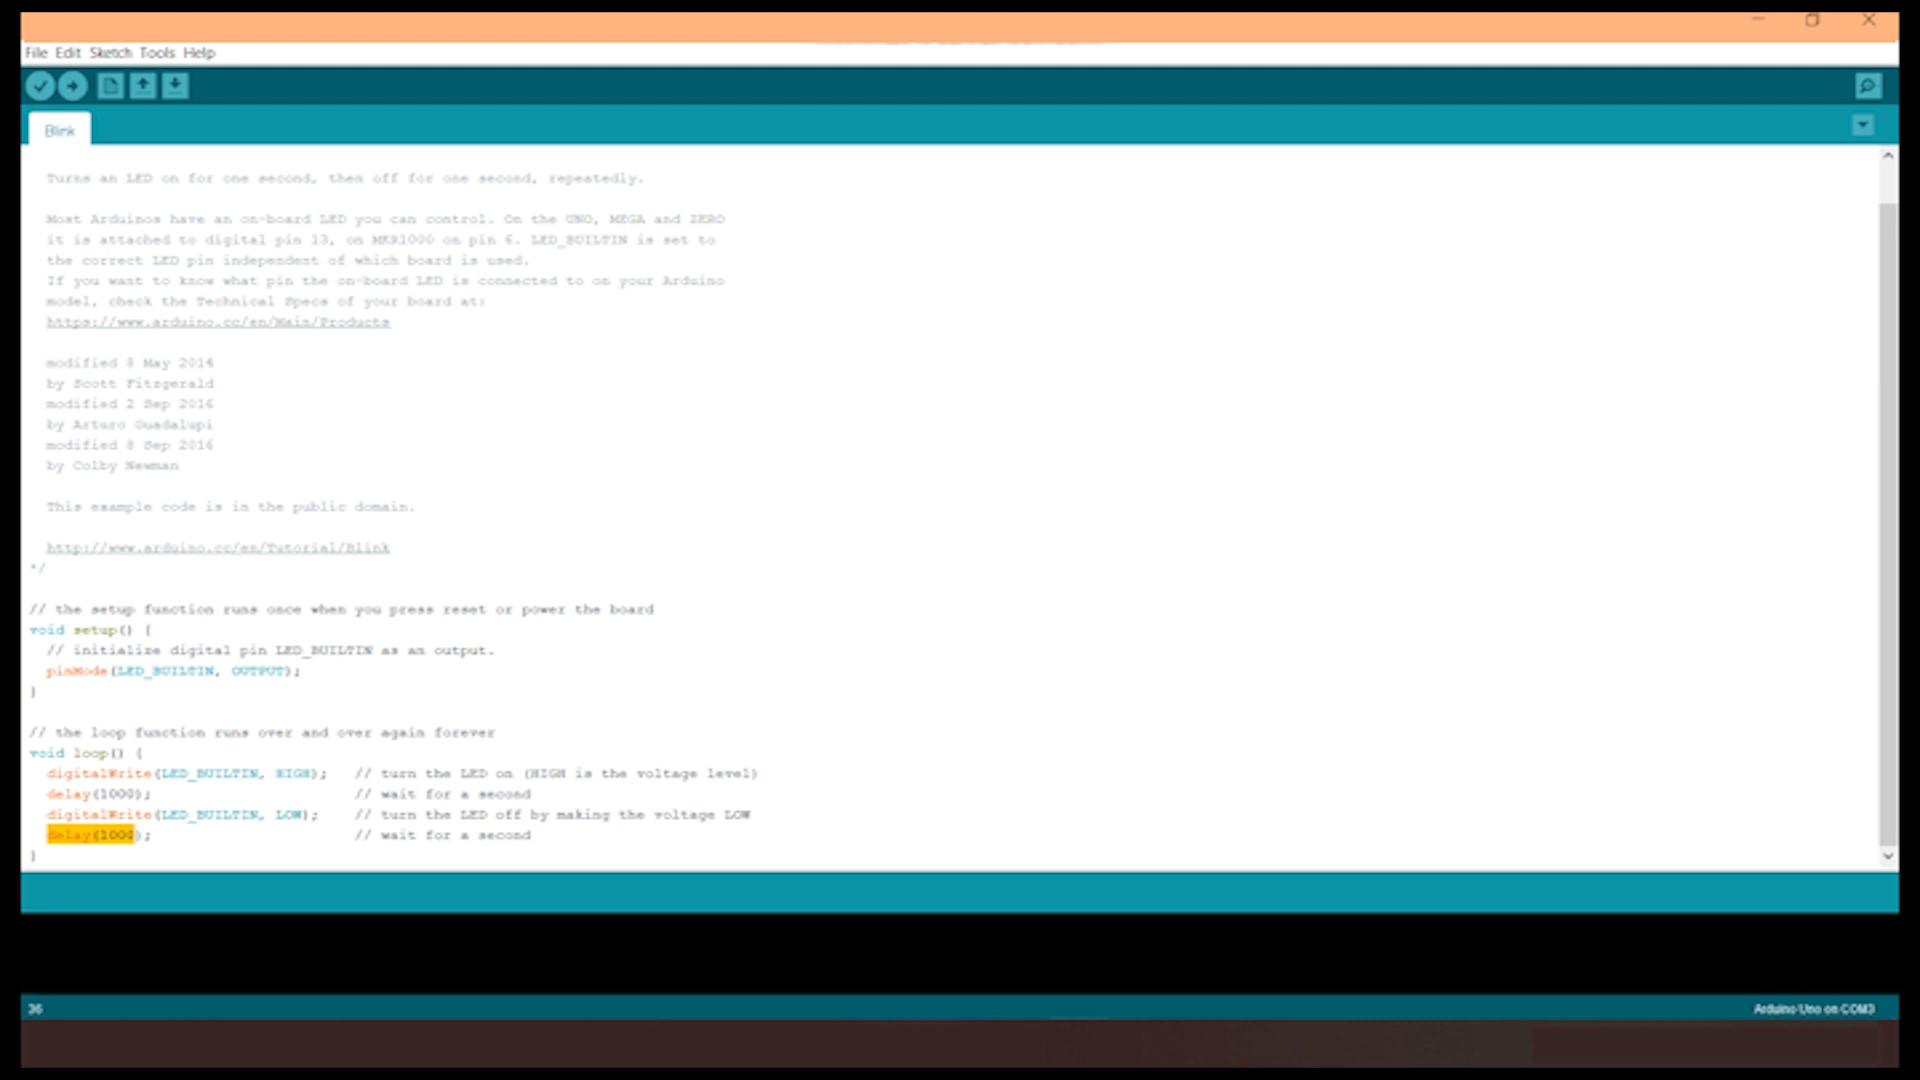 File Edit Sketch Tools Help
Blink
Turns an LED on for one second, then off for one second, repeatedly.
Most Arduinos have an on-board LED you can control. On the UNO, MEGA and ZERO
it is attached to digital pin 13, on MKR1000 on pin 6. LED_BUILTIN is set to
the correct LED pin independent of which board is used.
If you want to know what pin the on-board LED is connected to on your Arduino
model, check the Technical Specs of your board at:
https://www.arduino.cc/en/Main/Products
modified 8 May 2014
by Scott Fitzgerald
modified 2 Sep 2016
by Arturo Guadalupi
modified 8 Sep 2016
by Colby Newman
This example code is in the public domain.
http://www.arduino.cc/en/Tutorial/Blink
*/
// the setup function runs once when you press reset or power the board
void setup() {
// initialize digital pin LED_BUILTIN as an output.
pinMode(LED_BUILTIN, OUTPUT);
}
// the loop function runs over and over again forever
void loop() {
digitalWrite(LED_BUILTIN, HIGH); // turn the LED on (HIGH is the voltage level)
delay(1000); // wait for a second
digitalWrite(LED_BUILTIN, LOW); // turn the LED off by making the voltage LOW
delay(1000); // wait for a second
}
36
Arduino Uno on COM3